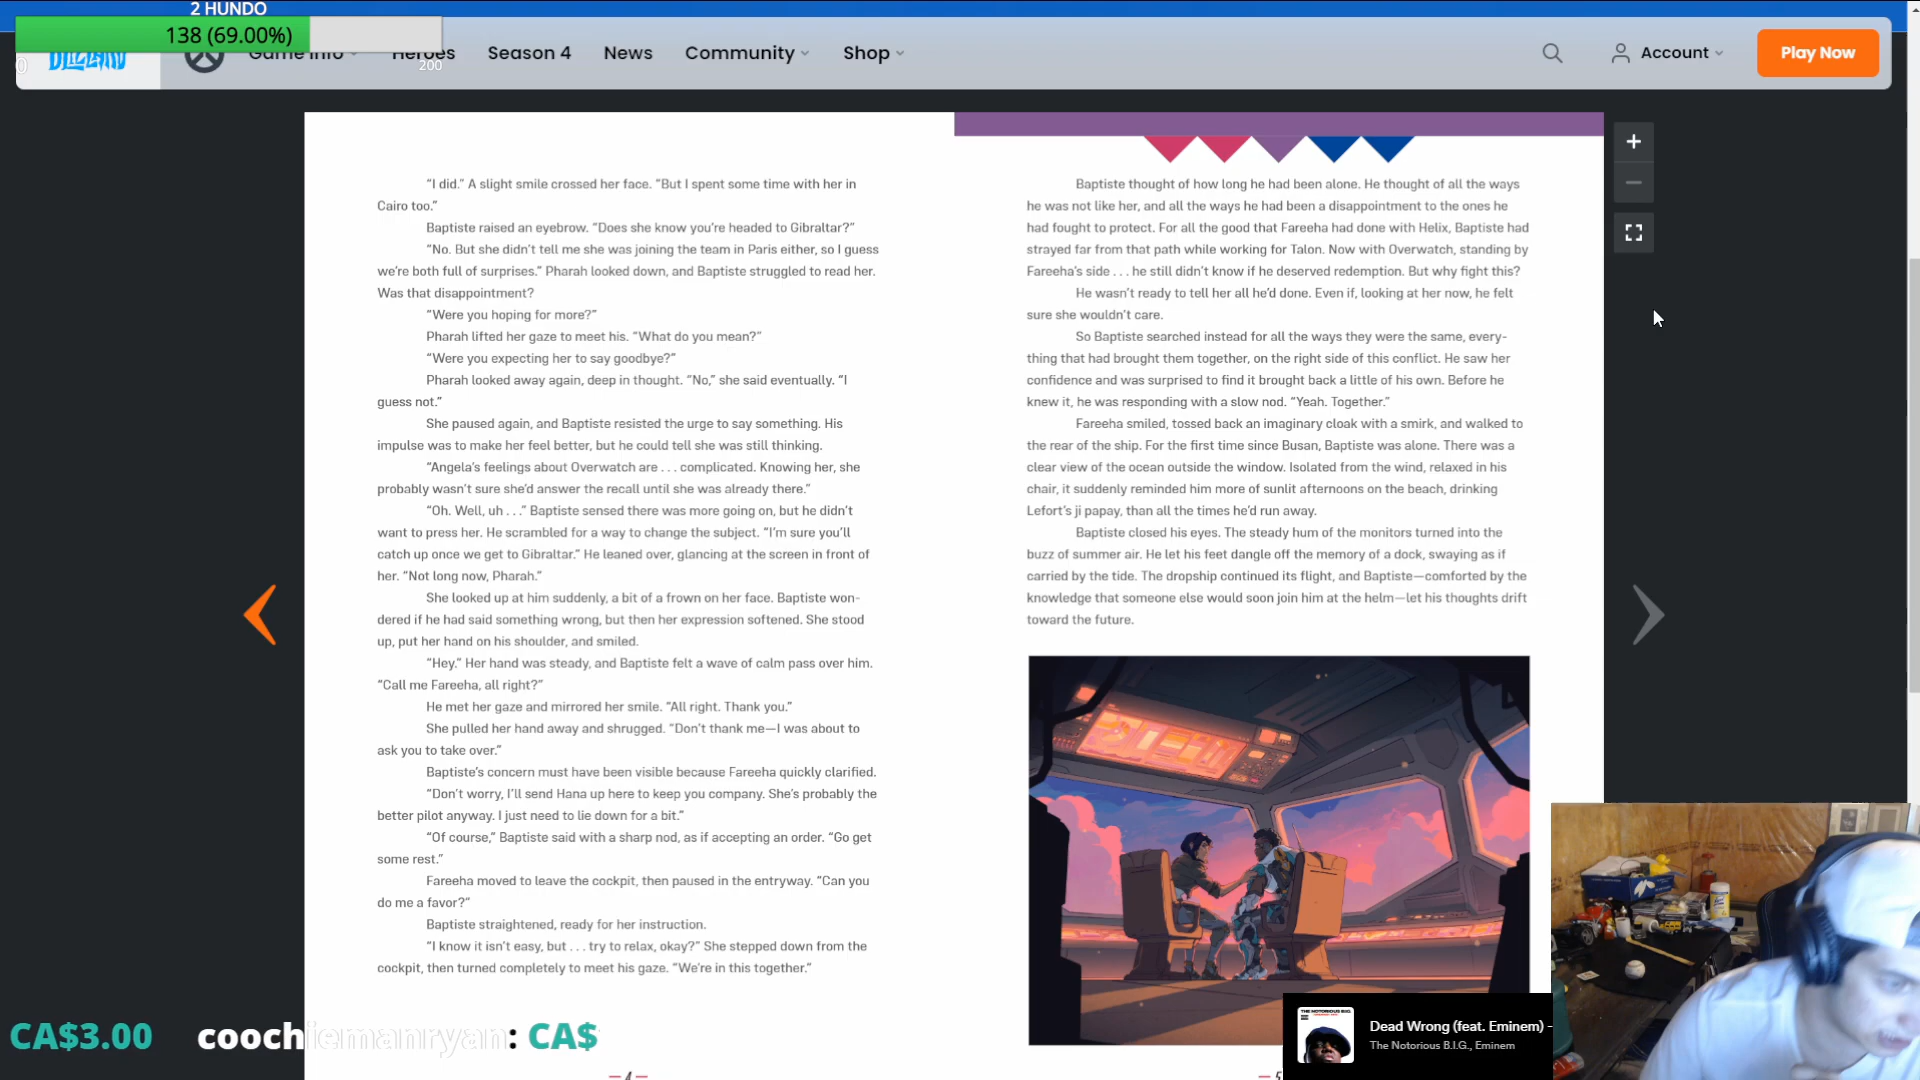 2 HUNDO
138 (69.00%)
0
200
BLIZZARD
Game Info
Heroes
Season 4
News
Community
Shop
Account
Play Now
“I did.” A slight smile crossed her face. “But I spent some time with her in
Cairo too.”
Baptiste raised an eyebrow. “Does she know you’re headed to Gibraltar?”
“No. But she didn’t tell me she was joining the team in Paris either, so I guess
we’re both full of surprises.” Pharah looked down, and Baptiste struggled to read her.
Was that disappointment?
“Were you hoping for more?”
Pharah lifted her gaze to meet his. “What do you mean?”
“Were you expecting her to say goodbye?”
Pharah looked away again, deep in thought. “No,” she said eventually. “I
guess not.”
She paused again, and Baptiste resisted the urge to say something. His
impulse was to make her feel better, but he could tell she was still thinking.
“Angela’s feelings about Overwatch are . . . complicated. Knowing her, she
probably wasn’t sure she’d answer the recall until she was already there.”
“Oh. Well, uh . . .” Baptiste sensed there was more going on, but he didn’t
want to press her. He scrambled for a way to change the subject. “I’m sure you’ll
catch up once we get to Gibraltar.” He leaned over, glancing at the screen in front of
her. “Not long now, Pharah.”
She looked up at him suddenly, a bit of a frown on her face. Baptiste won-
dered if he had said something wrong, but then her expression softened. She stood
up, put her hand on his shoulder, and smiled.
“Hey.” Her hand was steady, and Baptiste felt a wave of calm pass over him.
“Call me Fareeha, all right?”
He met her gaze and mirrored her smile. “All right. Thank you.”
She pulled her hand away and shrugged. “Don’t thank me—I was about to
ask you to take over.”
Baptiste’s concern must have been visible because Fareeha quickly clarified.
“Don’t worry, I’ll send Hana up here to keep you company. She’s probably the
better pilot anyway. I just need to lie down for a bit.”
“Of course,” Baptiste said with a sharp nod, as if accepting an order. “Go get
some rest.”
Fareeha moved to leave the cockpit, then paused in the entryway. “Can you
do me a favor?”
Baptiste straightened, ready for her instruction.
“I know it isn’t easy, but . . . try to relax, okay?” She stepped down from the
cockpit, then turned completely to meet his gaze. “We’re in this together.”
4
Baptiste thought of how long he had been alone. He thought of all the ways
he was not like her, and all the ways he had been a disappointment to the ones he
had fought to protect. For all the good that Fareeha had done with Helix, Baptiste had
strayed far from that path while working for Talon. Now with Overwatch, standing by
Fareeha’s side . . . he still didn’t know if he deserved redemption. But why fight this?
He wasn’t ready to tell her all he’d done. Even if, looking at her now, he felt
sure she wouldn’t care.
So Baptiste searched instead for all the ways they were the same, every-
thing that had brought them together, on the right side of this conflict. He saw her
confidence and was surprised to find it brought back a little of his own. Before he
knew it, he was responding with a slow nod. “Yeah. Together.”
Fareeha smiled, tossed back an imaginary cloak with a smirk, and walked to
the rear of the ship. For the first time since Busan, Baptiste was alone. There was a
clear view of the ocean outside the window. Isolated from the wind, relaxed in his
chair, it suddenly reminded him more of sunlit afternoons on the beach, drinking
Lefort’s ji papay, than all the times he’d run away.
Baptiste closed his eyes. The steady hum of the monitors turned into the
buzz of summer air. He let his feet dangle off the memory of a dock, swaying as if
carried by the tide. The dropship continued its flight, and Baptiste—comforted by the
knowledge that someone else would soon join him at the helm—let his thoughts drift
toward the future.
5
CA$3.00
coochiemanryan: CA$
Dead Wrong (feat. Eminem) -
The Notorious B.I.G., Eminem